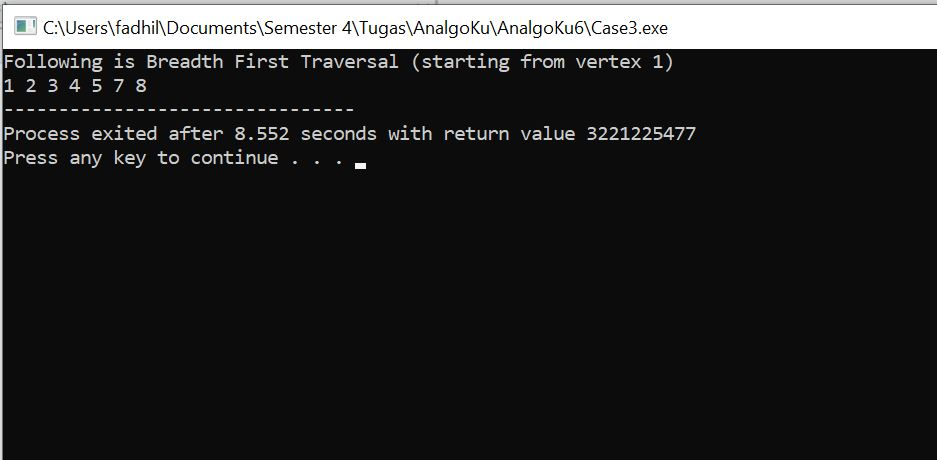 C:\Users\fadhil\Documents\Semester 4\Tugas\AnalgoKu\AnalgoKu6\Case3.exe
Following is Breadth First Traversal (starting from vertex 1)
1 2 3 4 5 7 8
--------------------------------
Process exited after 8.552 seconds with return value 3221225477
Press any key to continue . . .